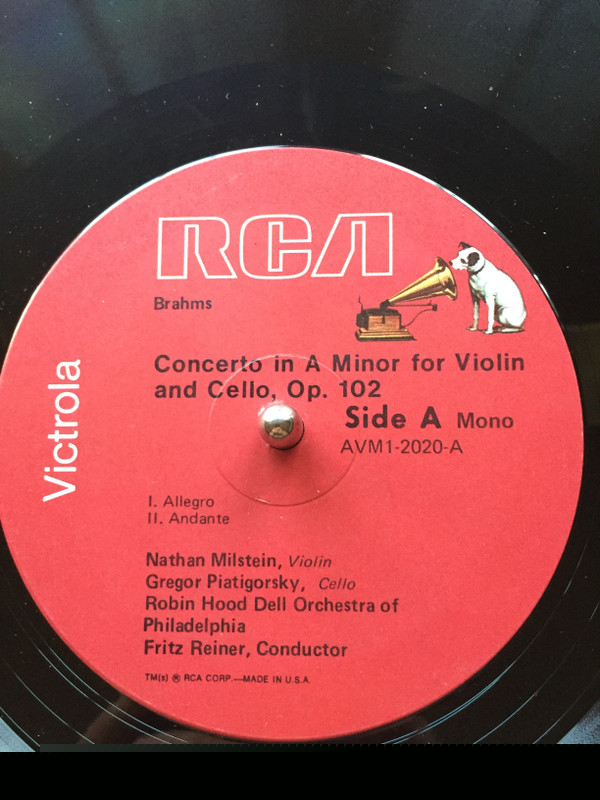 RCA
Brahms
Concerto in A Minor for Violin
and Cello, Op. 102
Side A Mono
AVM1-2020-A
Victrola
I. Allegro
II. Andante
Nathan Milstein, Violin
Gregor Piatigorsky, Cello
Robin Hood Dell Orchestra of
Philadelphia
Fritz Reiner, Conductor
TM(s) ® RCA CORP.—MADE IN U.S.A.